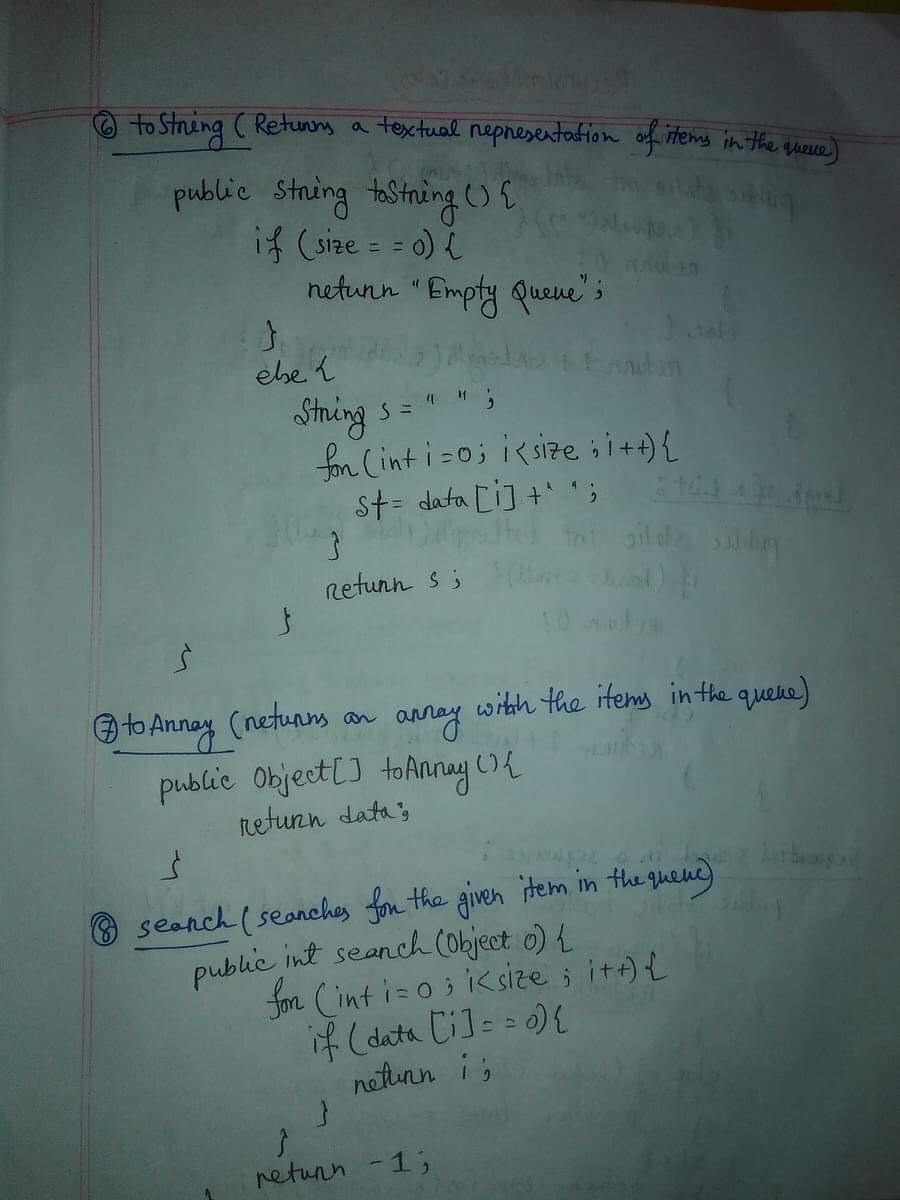 ⑥ toString (Returns a textual representation of items in the queue)
public String toString () {
if (size = = 0) {
return "Empty Queue";
}
else {
String s = " " ;
for (int i = 0; i < size ; i++) {
s += data [i] + " ";
}
return s ;
}
}
⑦ to Array (returns an array with the items in the queue)
public Object [] toArray () {
return data ;
}
⑧ search (searches for the given item in the queue)
public int search (Object o) {
for (int i = 0 ; i < size ; i++) {
if (data [i] = = o) {
return i ;
}
}
return -1 ;
}